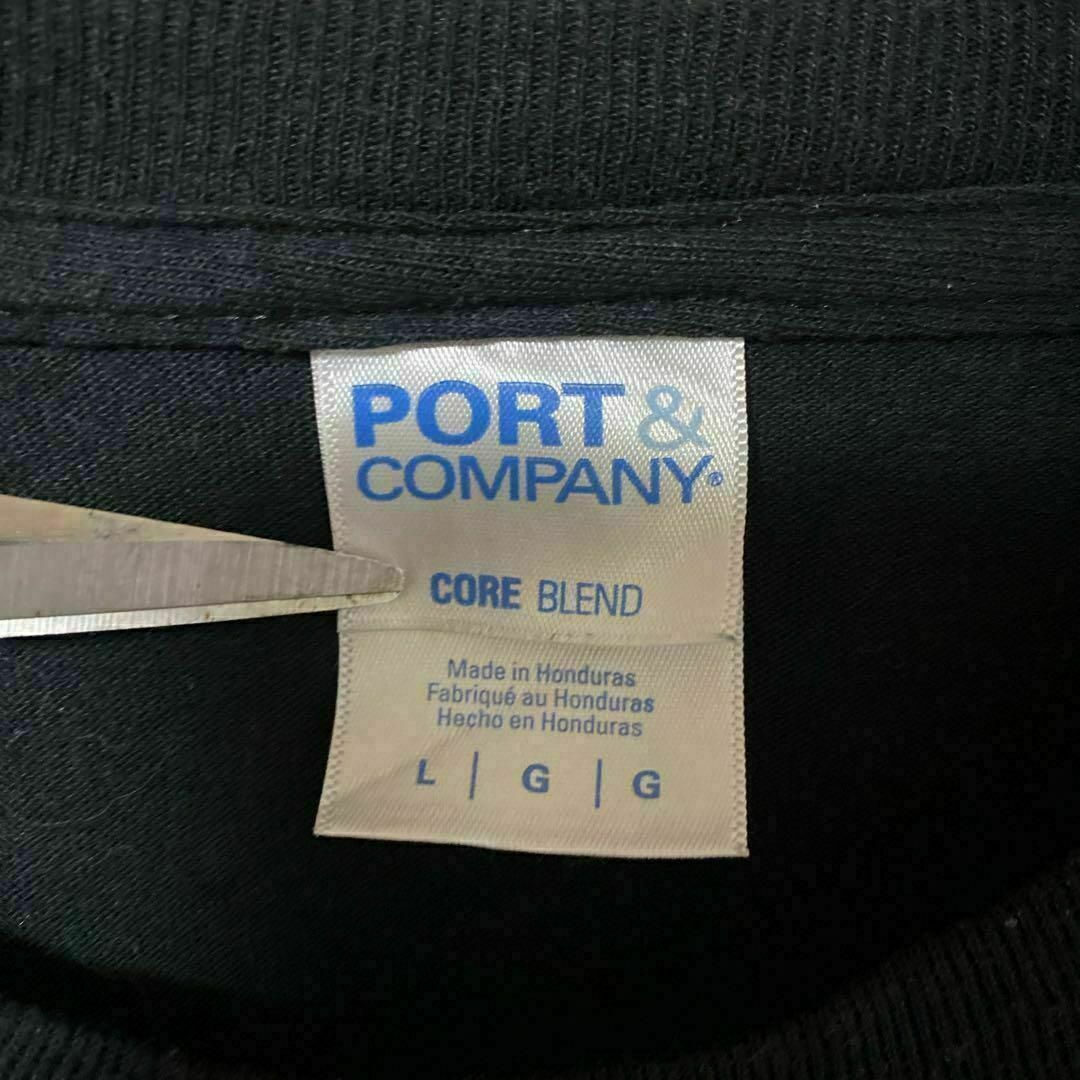 PORT &
COMPANY®
CORE BLEND
Made in Honduras
Fabriqué au Honduras
Hecho en Honduras
L | G | G